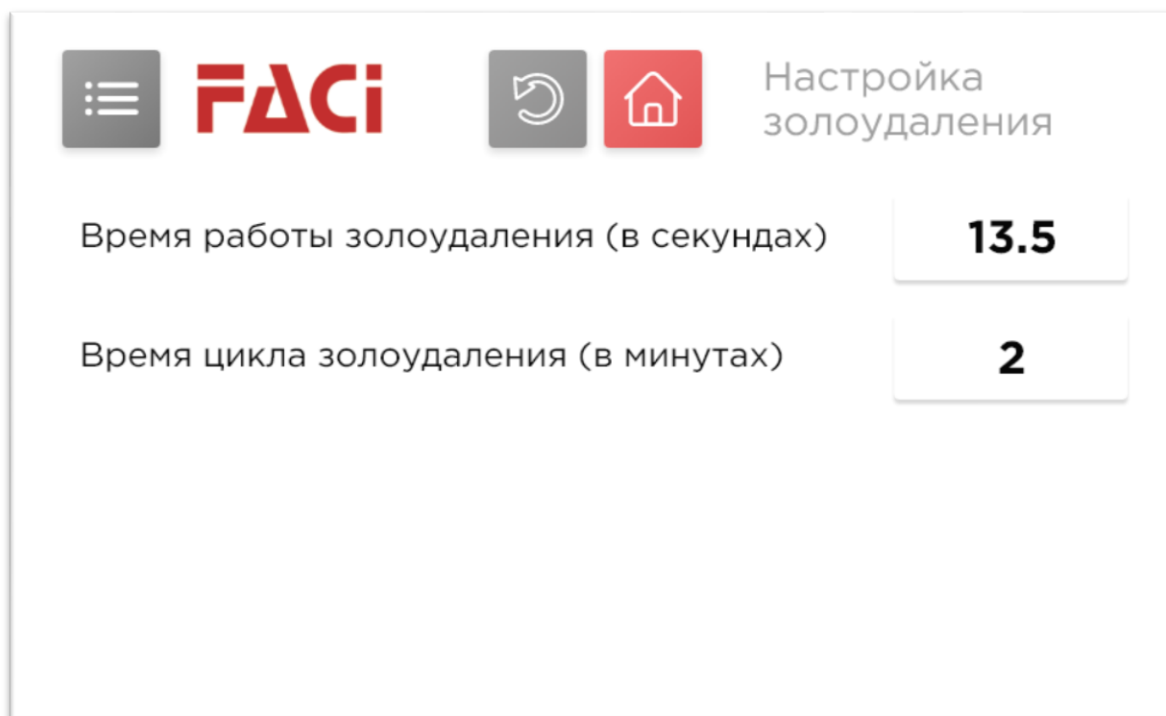 FACi
Настройка
золоудаления
Время работы золоудаления (в секундах) 13.5
Время цикла золоудаления (в минутах) 2